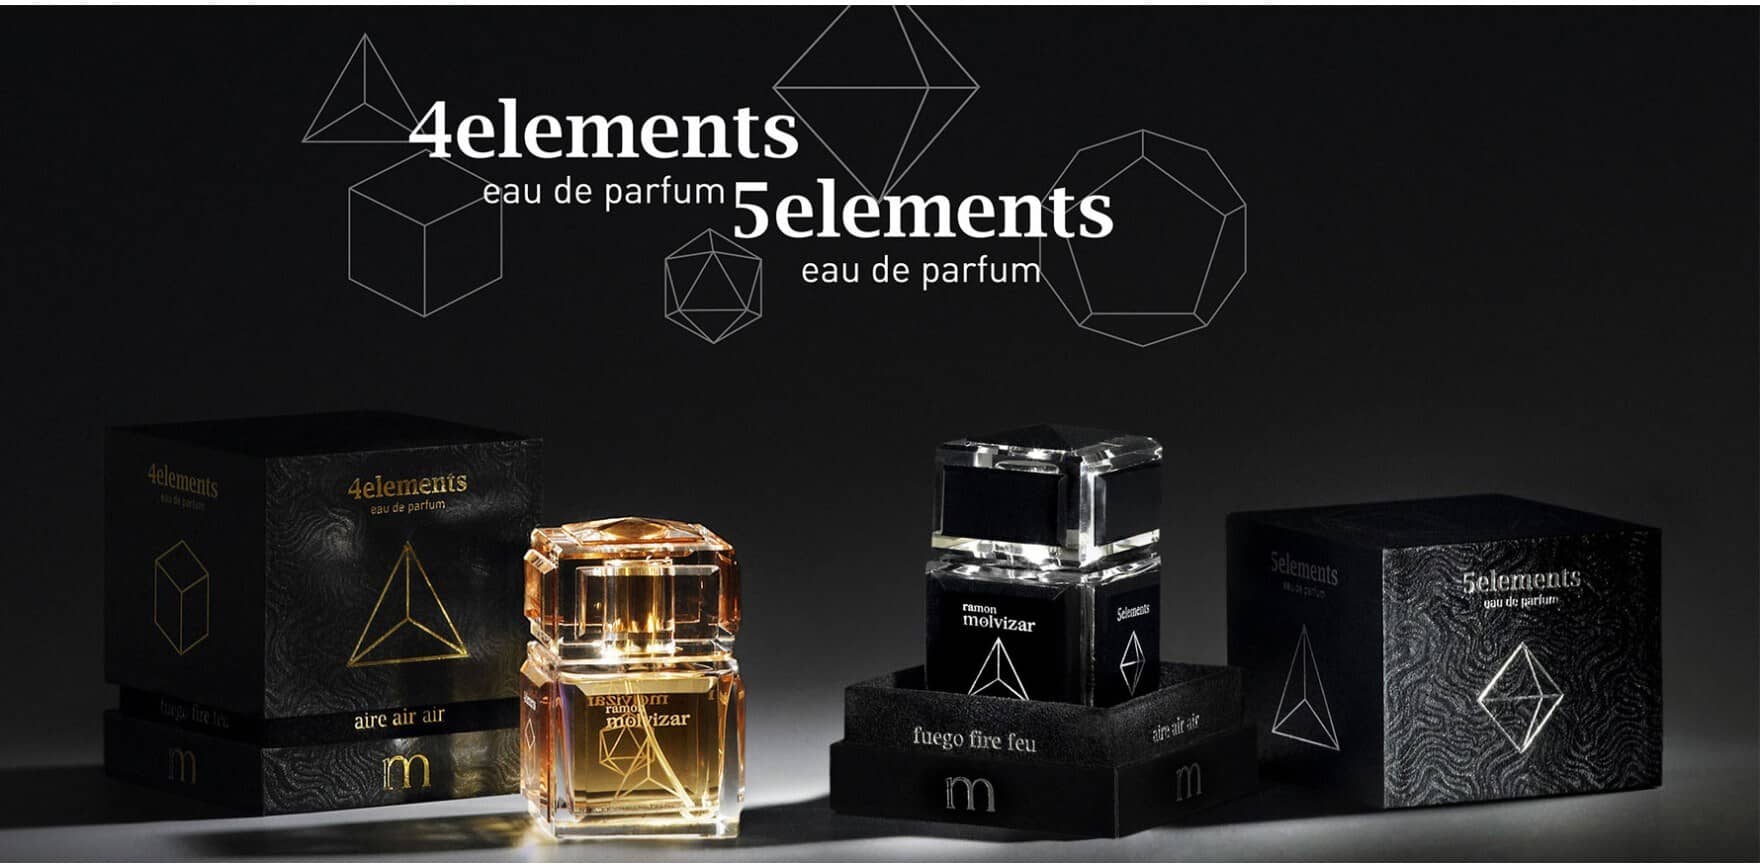 4elements
eau de parfum
5elements
eau de parfum
4elements
eau de parfum
4elements
eau de parfum
fuego fire feu
aire air air
m
m
ramon
molvizar
ramon
molvizar
5elements
fuego fire feu
aire air air
m
m
5elements
eau de parfum
5elements
eau de parfum